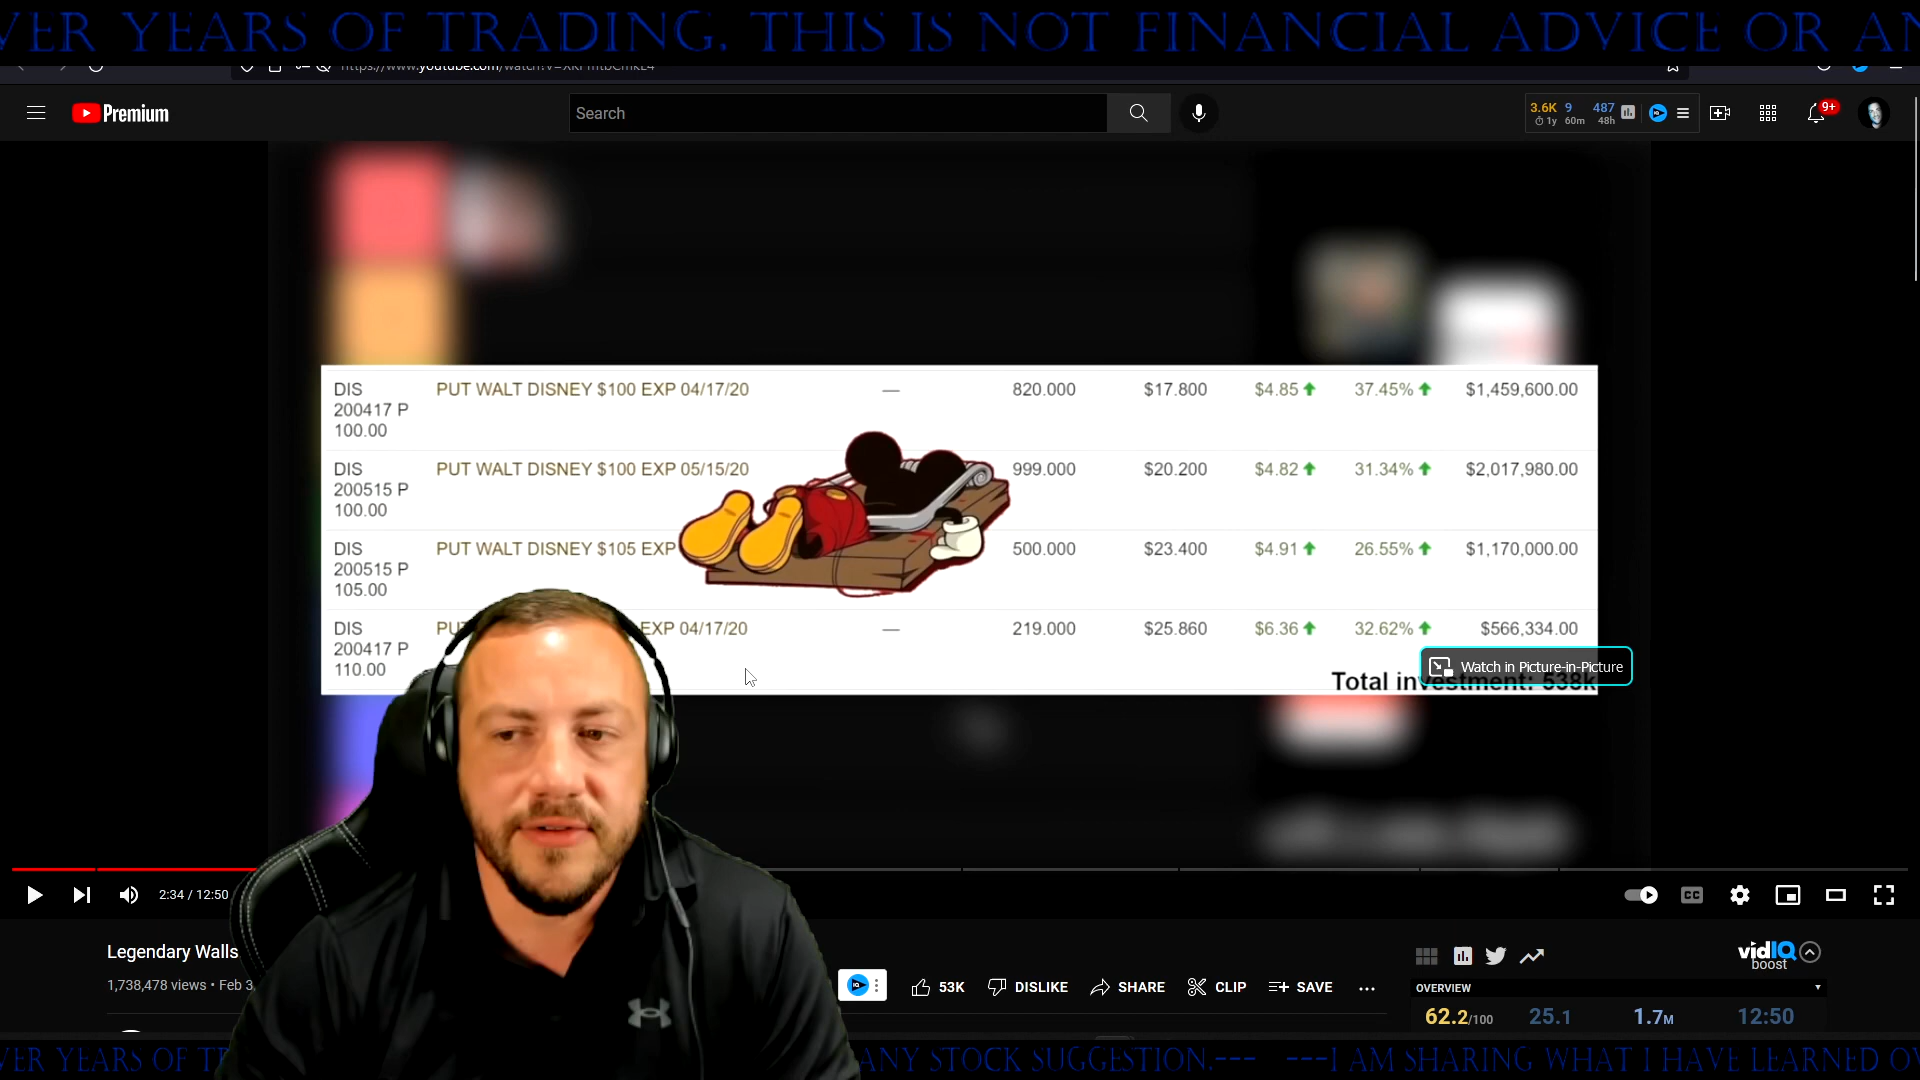 VER YEARS OF TRADING. THIS IS NOT FINANCIAL ADVICE OR AN
Premium
Search
3.6K 9 487
1y 60m 48h
9+
DIS 200417 P 100.00 PUT WALT DISNEY $100 EXP 04/17/20 — 820.000 $17.800 $4.85 37.45% $1,459,600.00
DIS 200515 P 100.00 PUT WALT DISNEY $100 EXP 05/15/20 999.000 $20.200 $4.82 31.34% $2,017,980.00
DIS 200515 P 105.00 PUT WALT DISNEY $105 EXP 500.000 $23.400 $4.91 26.55% $1,170,000.00
DIS 200417 P 110.00 EXP 04/17/20 — 219.000 $25.860 $6.36 32.62% $566,334.00
Watch in Picture-in-Picture
Total investment: 538k
2:34 / 12:50
CC
Legendary Walls
1,738,478 views • Feb 3
53K DISLIKE SHARE CLIP SAVE
vidIQ
boost
OVERVIEW
62.2/100 25.1 1.7M 12:50
VER YEARS OF TR ANY STOCK SUGGESTION.--- ---I AM SHARING WHAT I HAVE LEARNED O